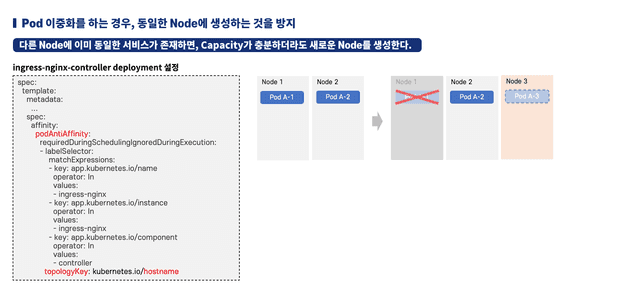 Pod 이중화를 하는 경우, 동일한 Node에 생성하는 것을 방지
다른 Node에 이미 동일한 서비스가 존재하면, Capacity가 충분하더라도 새로운 Node를 생성한다.
ingress-nginx-controller deployment 설정
spec:
template:
metadata:
...
spec:
affinity:
podAntiAffinity:
requiredDuringSchedulingIgnoredDuringExecution:
- labelSelector:
matchExpressions:
- key: app.kubernetes.io/name
operator: In
values:
- ingress-nginx
- key: app.kubernetes.io/instance
operator: In
values:
- ingress-nginx
- key: app.kubernetes.io/component
operator: In
values:
- controller
topologyKey: kubernetes.io/hostname
Node 1
Pod A-1
Node 2
Pod A-2
Node 1
Node 2
Pod A-2
Node 3
Pod A-3